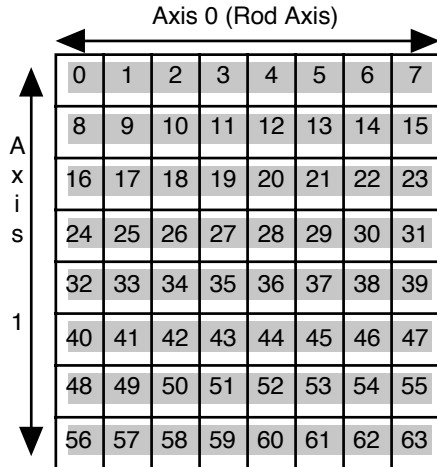 Axis 0 (Rod Axis)
0 1 2 3 4 5 6 7
8 9 10 11 12 13 14 15
16 17 18 19 20 21 22 23
24 25 26 27 28 29 30 31
32 33 34 35 36 37 38 39
40 41 42 43 44 45 46 47
48 49 50 51 52 53 54 55
56 57 58 59 60 61 62 63
Axis 1